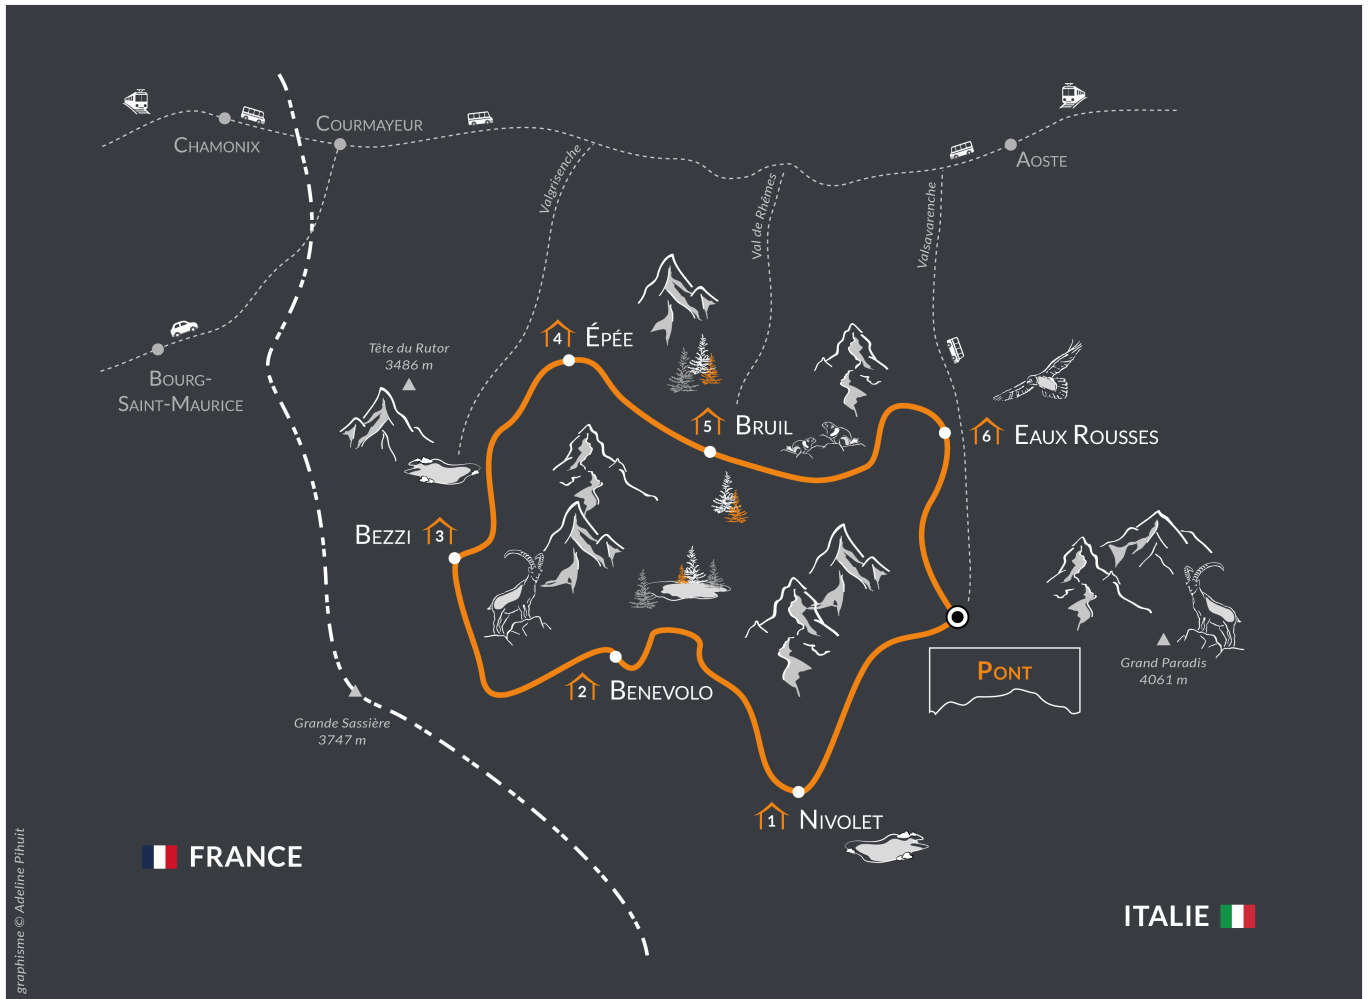 COURMAYEUR
CHAMONIX
AOSTE
Valgrisenche
Val de Rhêmes
Valsavarenche
4 ÉPÉE
Tête du Rutor
3486 m
BOURG-
SAINT-MAURICE
5 BRUIL
6 EAUX ROUSSES
BEZZI 3
Grand Paradis
4061 m
PONT
2 BENEVOLO
Grande Sassière
3747 m
1 NIVOLET
FRANCE
ITALIE
graphisme © Adeline Pihuit